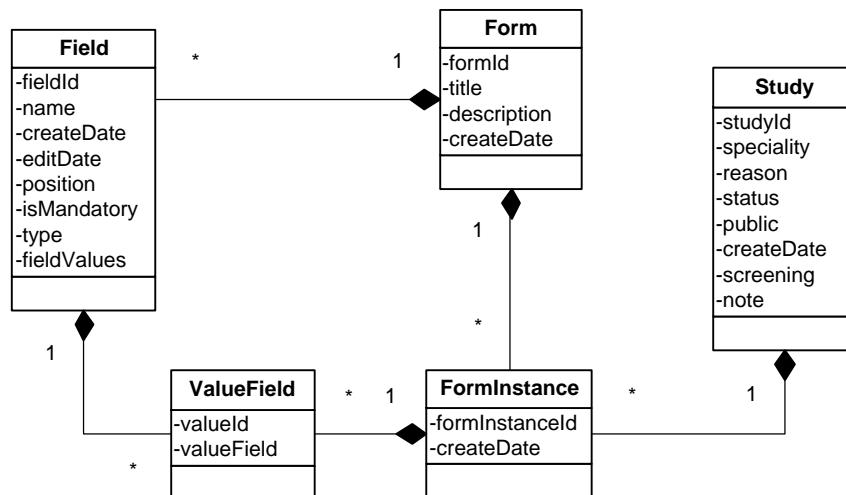 Field
-fieldId
-name
-createDate
-editDate
-position
-isMandatory
-type
-fieldValues
*
1
Form
-formId
-title
-description
-createDate
Study
-studyId
-speciality
-reason
-status
-public
-createDate
-screening
-note
1
*
1
*
ValueField
-valueId
-valueField
*
1
FormInstance
-formInstanceId
-createDate
*
1